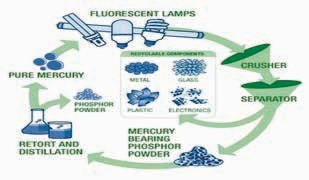 FLUORESCENT LAMPS
RECYCLABLE COMPONENTS
METAL
GLASS
PLASTIC
ELECTRONICS
CRUSHER
SEPARATOR
MERCURY
BEARING
PHOSPHOR
POWDER
RETORT AND
DISTILLATION
PHOSPHOR
POWDER
PURE MERCURY